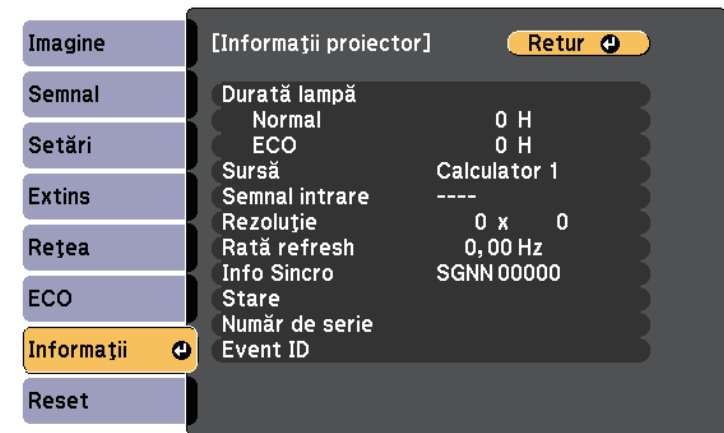 Imagine
Semnal
Setări
Extins
Reţea
ECO
Informaţii
Reset
[Informaţii proiector]
Retur
Durată lampă
Normal 0 H
ECO 0 H
Sursă Calculator 1
Semnal intrare ----
Rezoluţie 0 x 0
Rată refresh 0,00 Hz
Info Sincro SGNN 00000
Stare
Număr de serie
Event ID